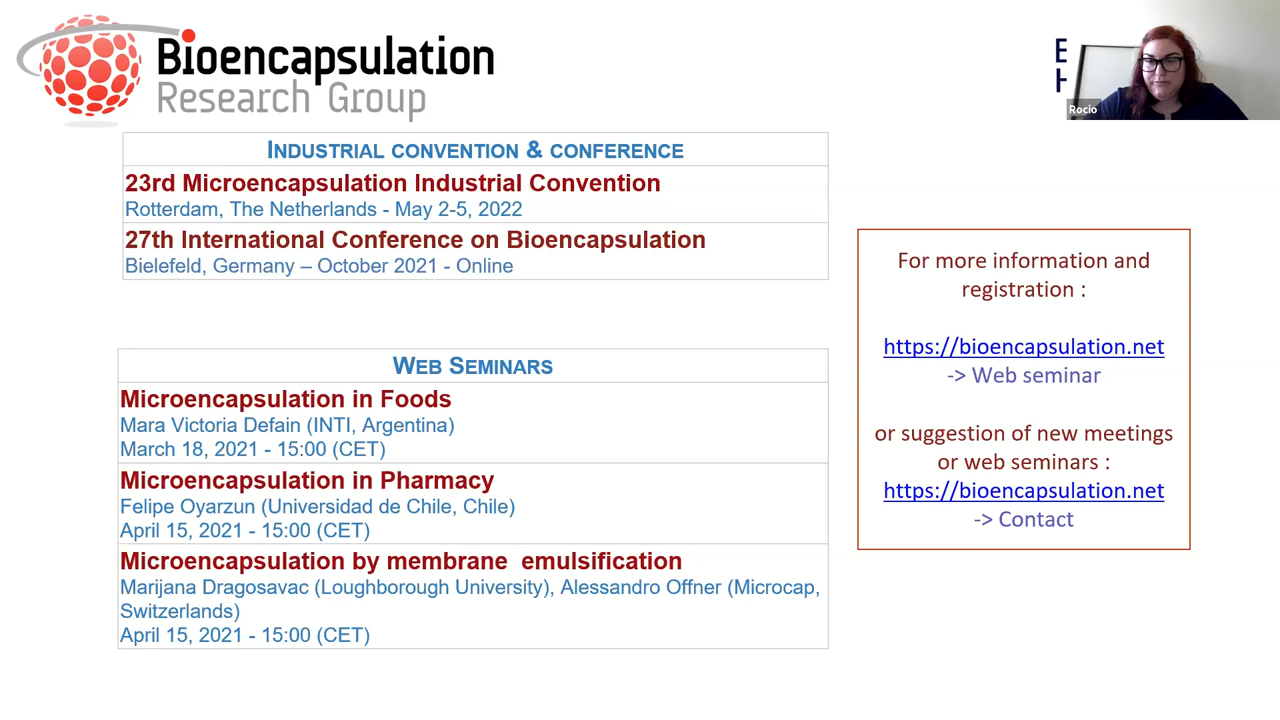 Bioencapsulation
Research Group
E
H
Rocio
INDUSTRIAL CONVENTION & CONFERENCE
23rd Microencapsulation Industrial Convention
Rotterdam, The Netherlands - May 2-5, 2022
27th International Conference on Bioencapsulation
Bielefeld, Germany – October 2021 - Online
WEB SEMINARS
Microencapsulation in Foods
Mara Victoria Defain (INTI, Argentina)
March 18, 2021 - 15:00 (CET)
Microencapsulation in Pharmacy
Felipe Oyarzun (Universidad de Chile, Chile)
April 15, 2021 - 15:00 (CET)
Microencapsulation by membrane  emulsification
Marijana Dragosavac (Loughborough University), Alessandro Offner (Microcap,
Switzerlands)
April 15, 2021 - 15:00 (CET)
For more information and
registration :
https://bioencapsulation.net
-> Web seminar
or suggestion of new meetings
or web seminars :
https://bioencapsulation.net
-> Contact